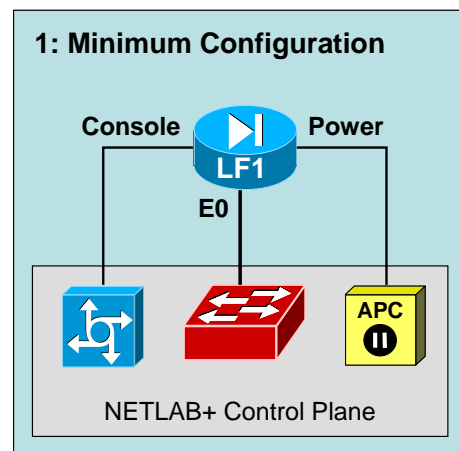 1: Minimum Configuration
Console
Power
LF1
E0
APC
NETLAB+ Control Plane